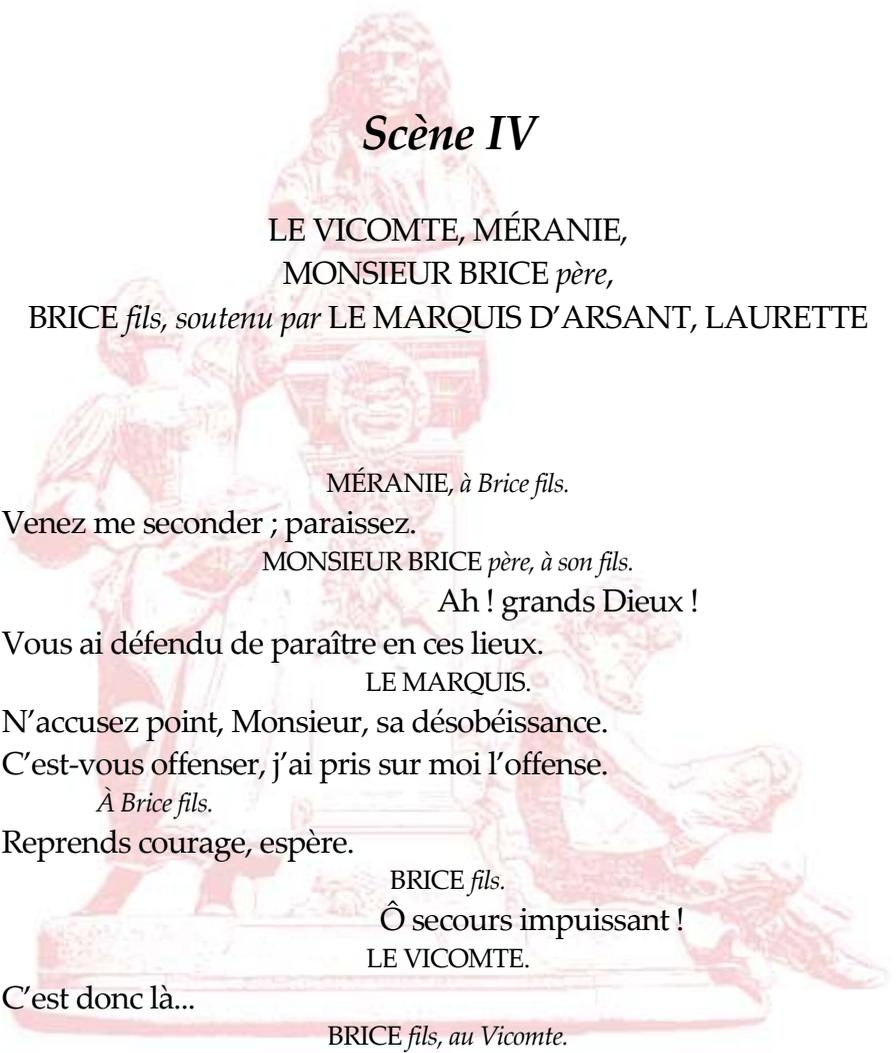 Scène IV
LE VICOMTE, MÉRANIE,
MONSIEUR BRICE père,
BRICE fils, soutenu par LE MARQUIS D’ARSANT, LAURETTE
MÉRANIE, à Brice fils.
Venez me seconder ; paraissez.
MONSIEUR BRICE père, à son fils.
Ah ! grands Dieux !
Vous ai défendu de paraître en ces lieux.
LE MARQUIS.
N’accusez point, Monsieur, sa désobéissance.
C’est-vous offenser, j’ai pris sur moi l’offense.
À Brice fils.
Reprends courage, espère.
BRICE fils.
Ô secours impuissant !
LE VICOMTE.
C’est donc là...
BRICE fils, au Vicomte.